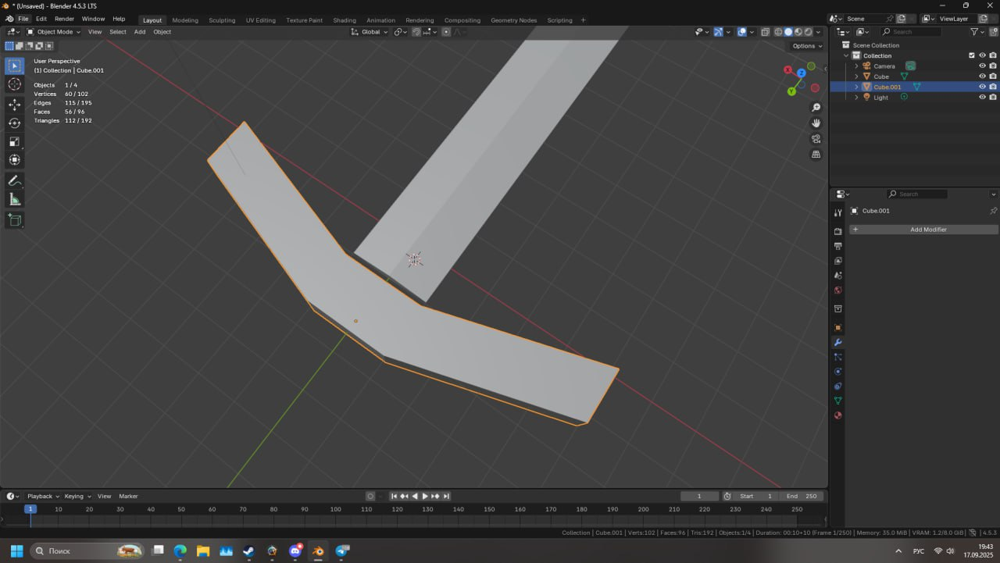 * (Unsaved) - Blender 4.5.3 LTS
File Edit Render Window Help Layout Modeling Sculpting UV Editing Texture Paint Shading Animation Rendering Compositing Geometry Nodes Scripting + Scene ViewLayer
Object Mode View Select Add Object Global Search
Options
User Perspective
(1) Collection | Cube.001
Objects 1 / 4
Vertices 60 / 102
Edges 115 / 195
Faces 56 / 96
Triangles 112 / 192
X
Y
Z
Scene Collection
Collection
Camera
Cube
Cube.001
Light
Search
Cube.001
+ Add Modifier
Playback Keying View Marker 1 Start 1 End 250
1 10 20 30 40 50 60 70 80 90 100 110 120 130 140 150 160 170 180 190 200 210 220 230 240 250
Collection | Cube.001 | Verts:102 | Faces:96 | Tris:192 | Objects:1/4 | Duration: 00:10+10 (Frame 1/250) | Memory: 35.0 MiB | VRAM: 1.2/8.0 GiB | 4.5.3
Поиск РУС 19:43
17.09.2025